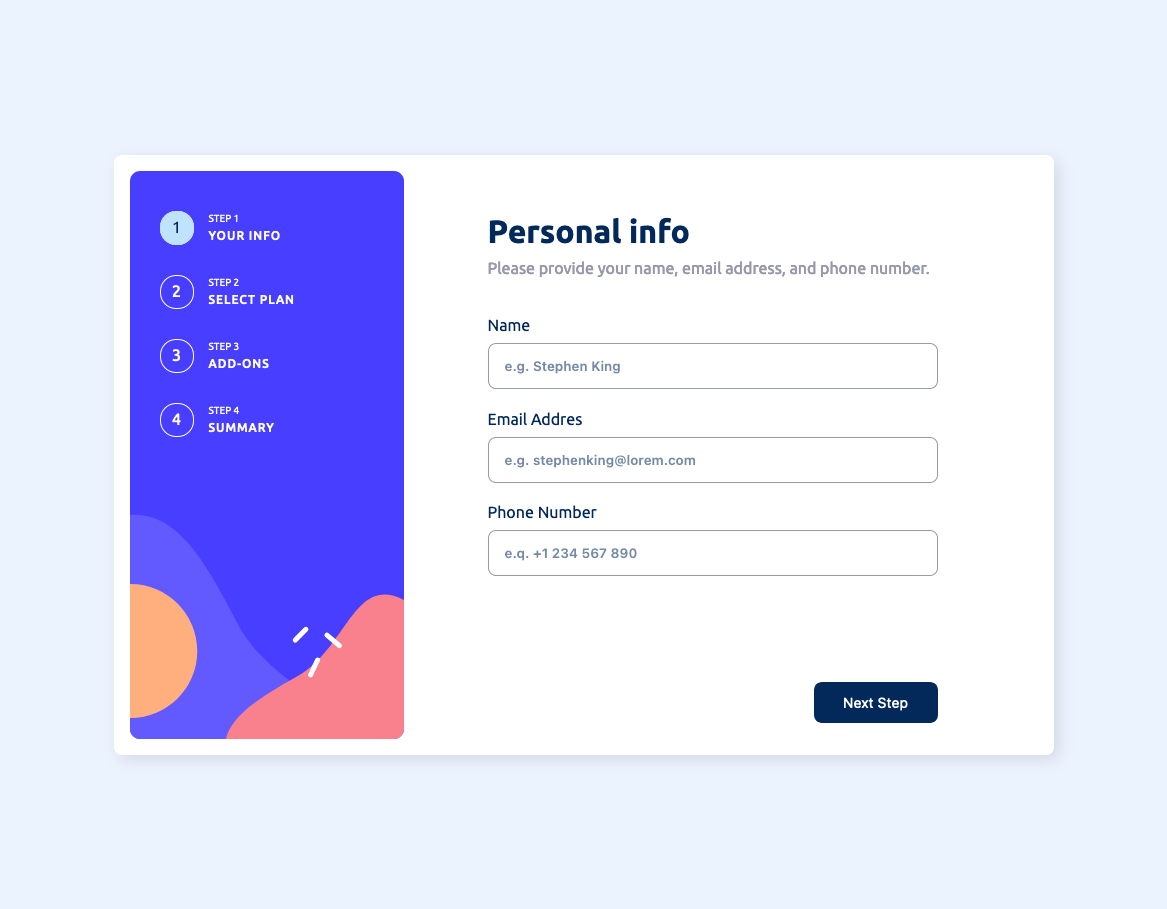 1
STEP 1
YOUR INFO
2
STEP 2
SELECT PLAN
3
STEP 3
ADD-ONS
4
STEP 4
SUMMARY
Personal info
Please provide your name, email address, and phone number.
Name
e.g. Stephen King
Email Addres
e.g. stephenking@lorem.com
Phone Number
e.q. +1 234 567 890
Next Step